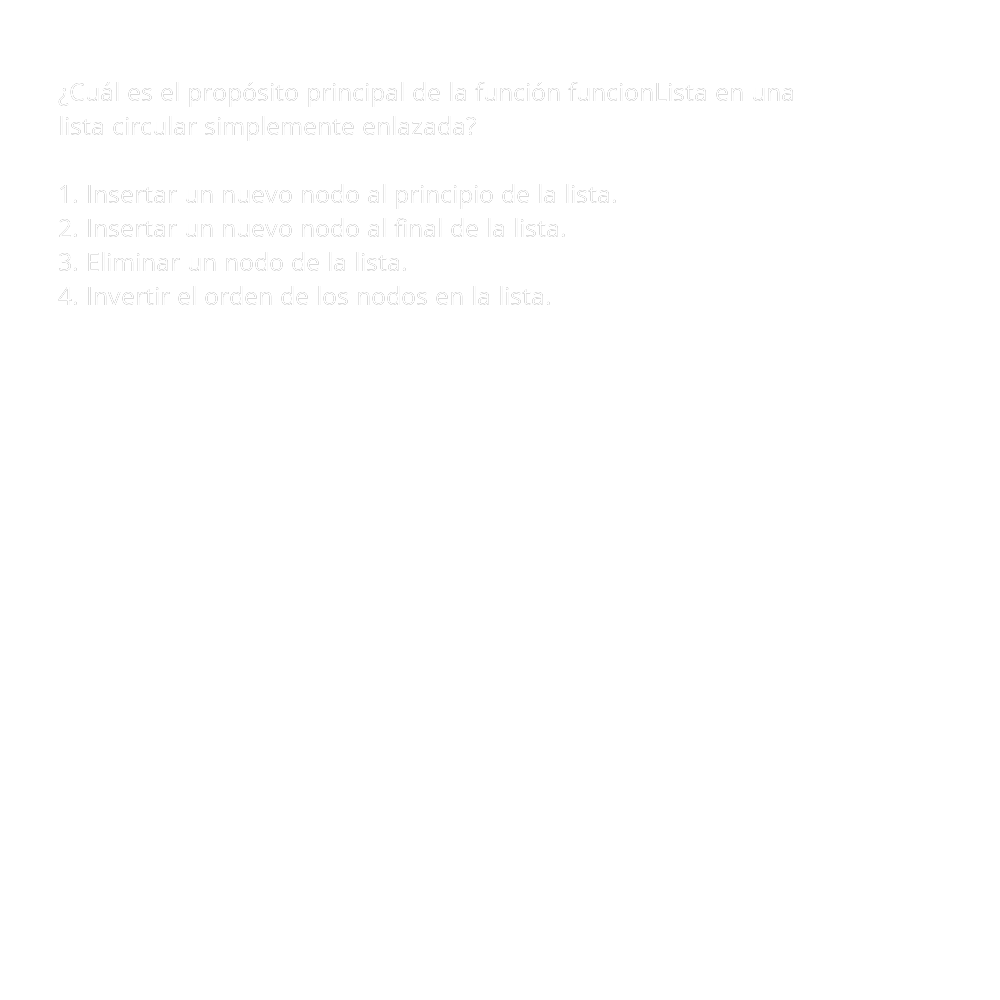 ¿Cuál es el propósito principal de la función funcionLista en una
lista circular simplemente enlazada?
1. Insertar un nuevo nodo al principio de la lista.
2. Insertar un nuevo nodo al final de la lista.
3. Eliminar un nodo de la lista.
4. Invertir el orden de los nodos en la lista.